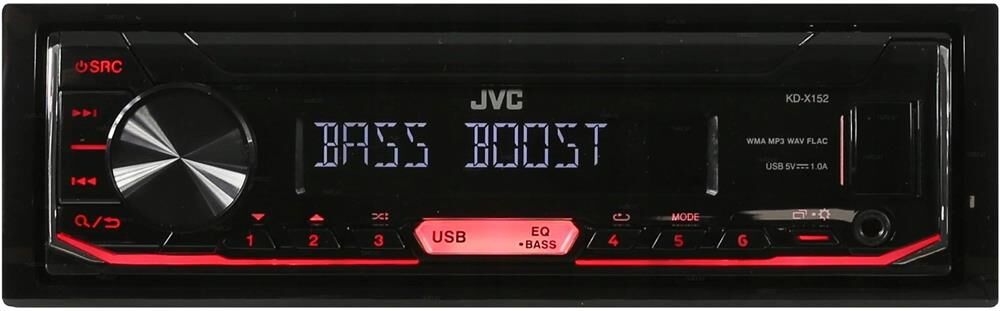 SRC
JVC
KD-X152
BASS BOOST
WMA MP3 WAV FLAC
USB 5V 1.0A
MODE
1 2 3
USB
EQ
•BASS
4 5 6